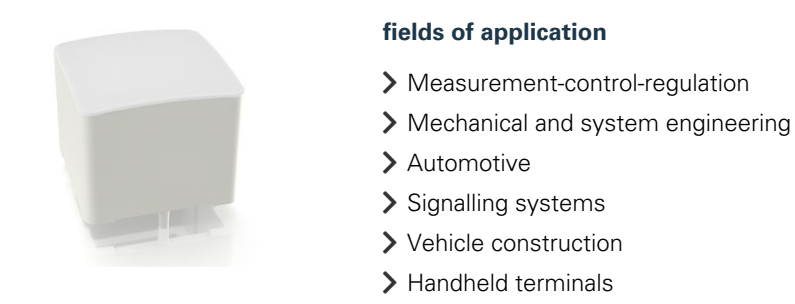 fields of application
Measurement-control-regulation
Mechanical and system engineering
Automotive
Signalling systems
Vehicle construction
Handheld terminals